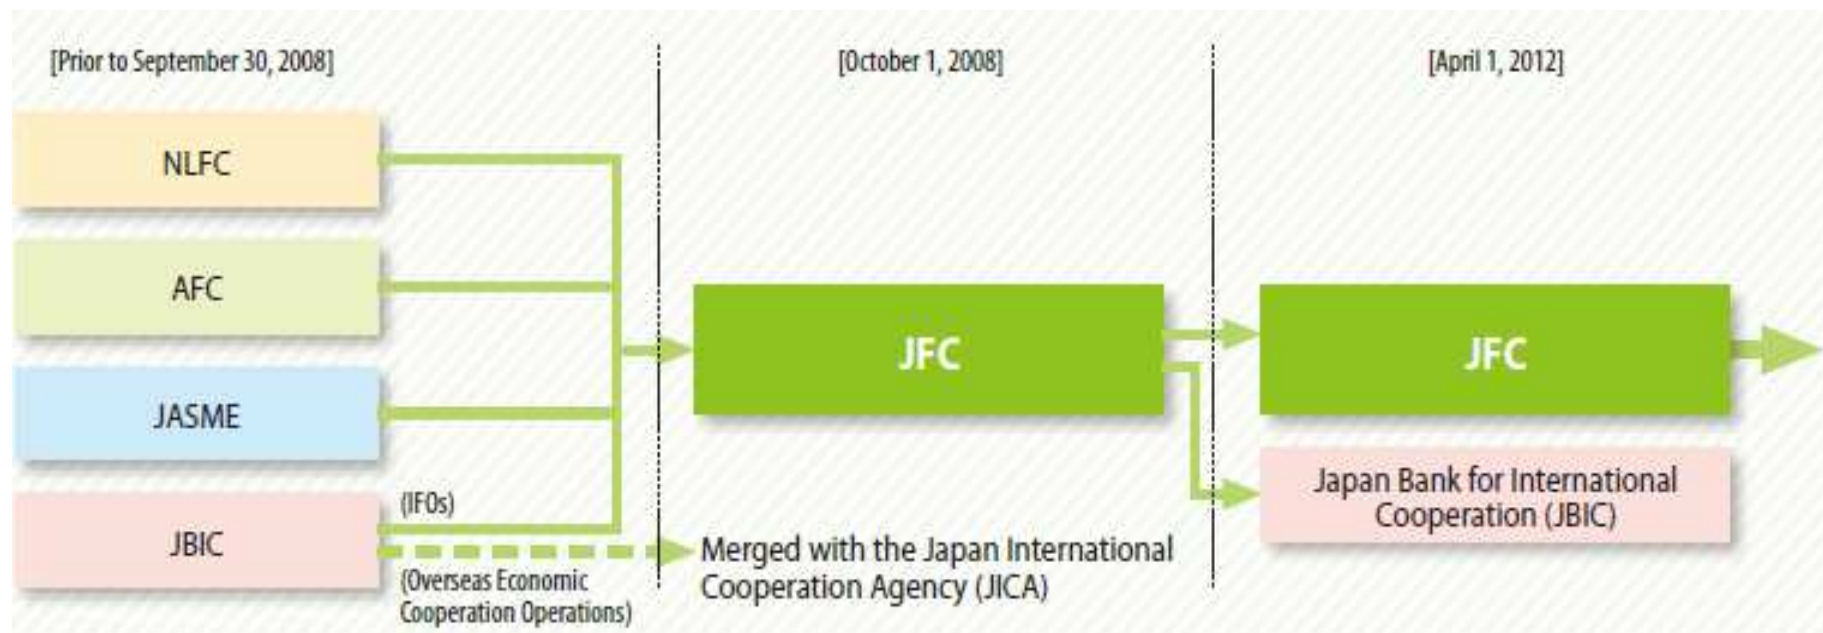 [Prior to September 30, 2008]
[October 1, 2008]
[April 1, 2012]
NLFC
AFC
JASME
JBIC
(IFOs)
(Overseas Economic
Cooperation Operations)
JFC
Merged with the Japan International
Cooperation Agency (JICA)
JFC
Japan Bank for International
Cooperation (JBIC)